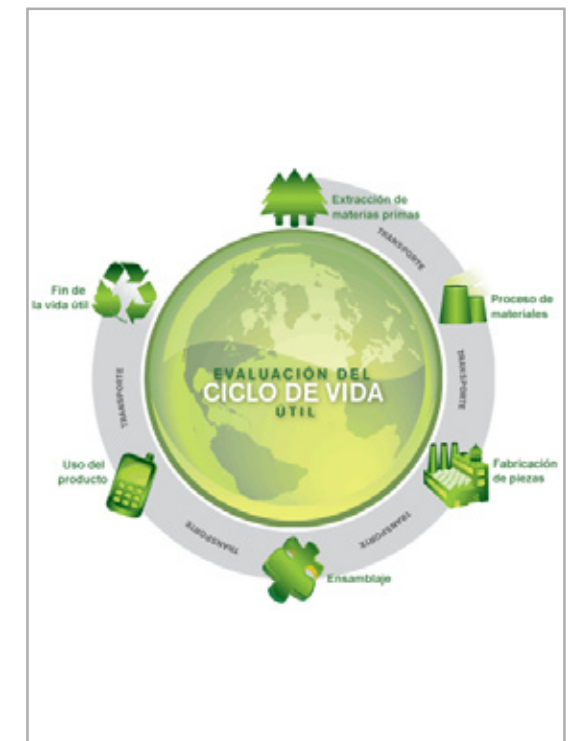 Extracción de
materias primas
TRANSPORTE
Proceso de
materiales
TRANSPORTE
Fabricación
de piezas
TRANSPORTE
Ensamblaje
TRANSPORTE
Uso del
producto
TRANSPORTE
Fin de
la vida útil
EVALUACIÓN DEL
CICLO DE VIDA
ÚTIL